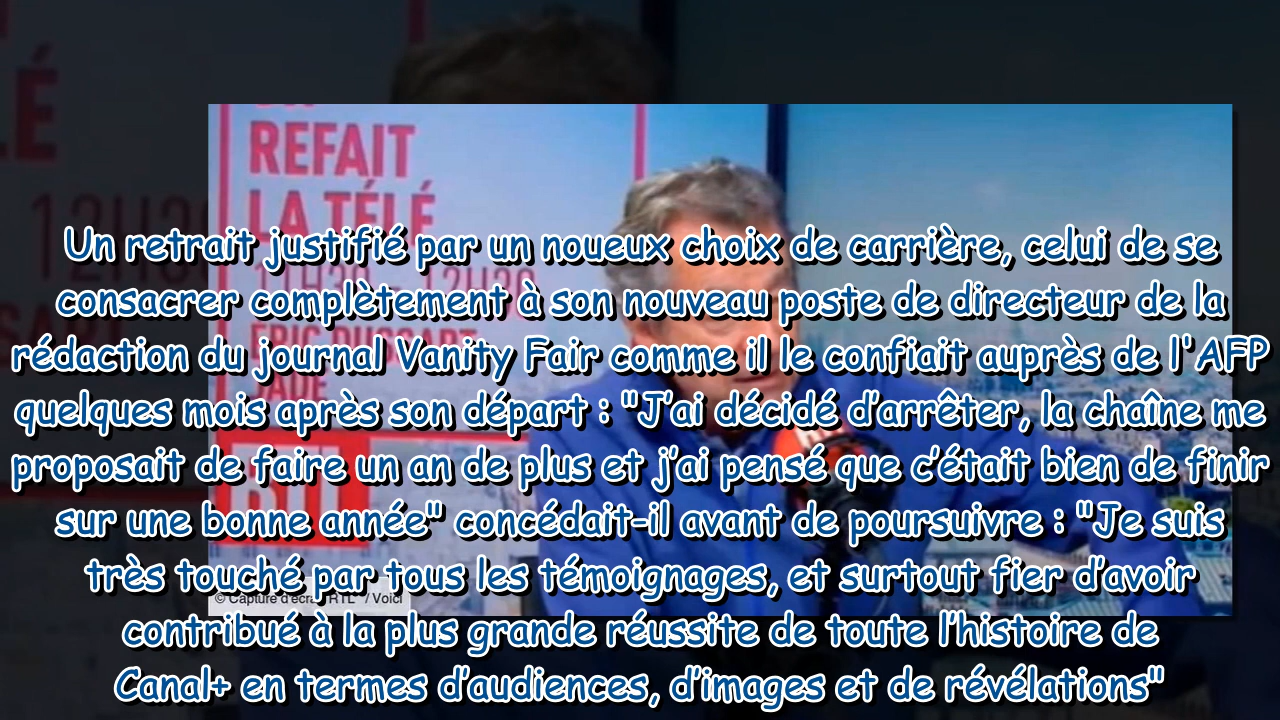 REFAIT
LA TÉLÉ
Un retrait justifié par un noueux choix de carrière, celui de se
consacrer complètement à son nouveau poste de directeur de la
rédaction du journal Vanity Fair comme il le confiait auprès de l'AFP
quelques mois après son départ : "J’ai décidé d’arrêter, la chaîne me
proposait de faire un an de plus et j’ai pensé que c’était bien de finir
sur une bonne année" concédait-il avant de poursuivre : "Je suis
très touché par tous les témoignages, et surtout fier d’avoir
© Capture d'écran RTL / Voici
contribué à la plus grande réussite de toute l’histoire de
Canal+ en termes d’audiences, d’images et de révélations"